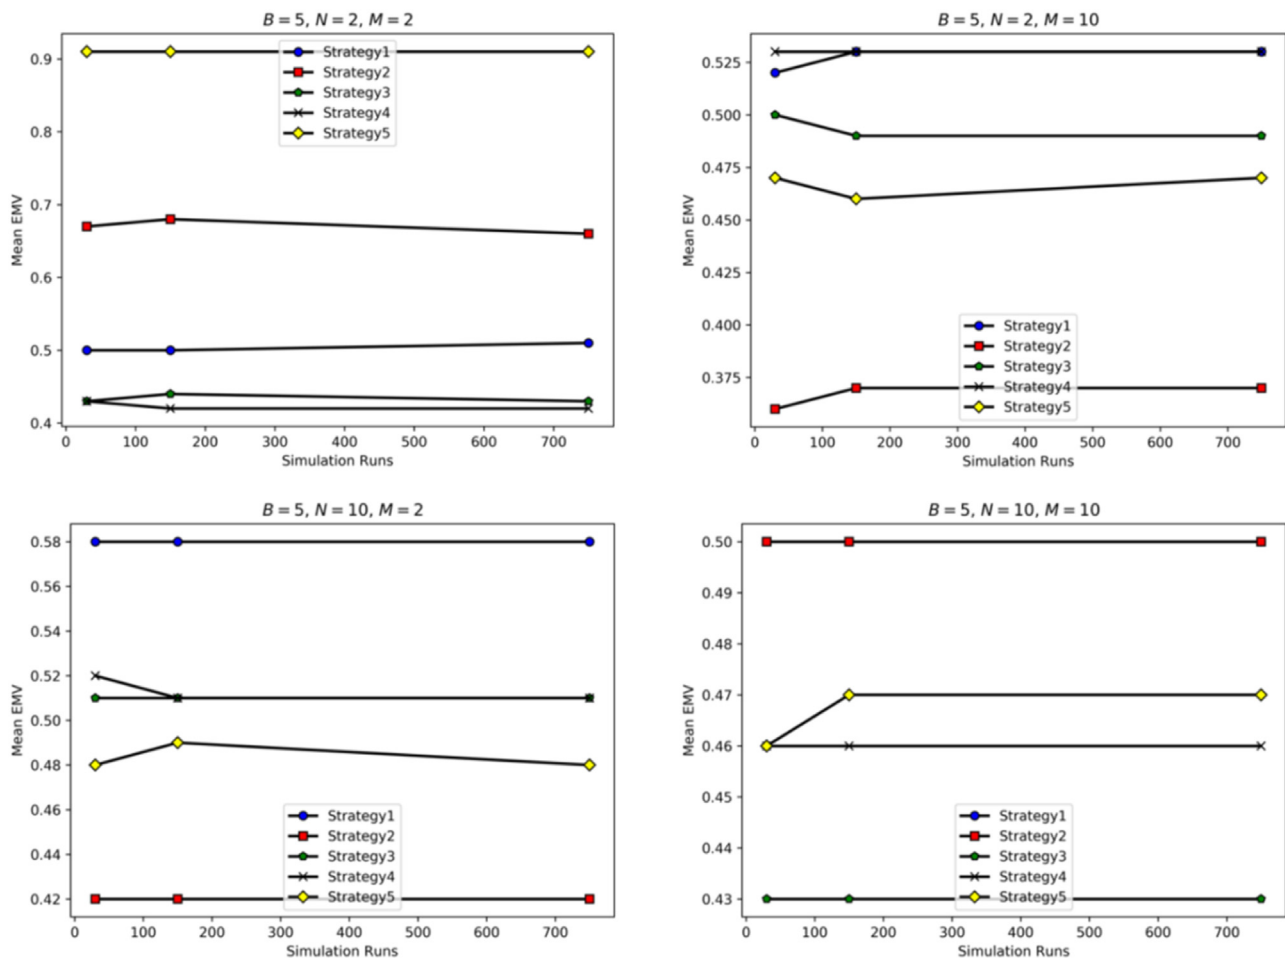 B = 5, N = 2, M = 2
0.9
0.8
0.7
0.6
0.5
0.4
Mean EMV
Strategy1
Strategy2
Strategy3
Strategy4
Strategy5
0 100 200 300 400 500 600 700
Simulation Runs
B = 5, N = 2, M = 10
0.525
0.500
0.475
0.450
0.425
0.400
0.375
Mean EMV
Strategy1
Strategy2
Strategy3
Strategy4
Strategy5
0 100 200 300 400 500 600 700
Simulation Runs
B = 5, N = 10, M = 2
0.58
0.56
0.54
0.52
0.50
0.48
0.46
0.44
0.42
Mean EMV
Strategy1
Strategy2
Strategy3
Strategy4
Strategy5
0 100 200 300 400 500 600 700
Simulation Runs
B = 5, N = 10, M = 10
0.50
0.49
0.48
0.47
0.46
0.45
0.44
0.43
Mean EMV
Strategy1
Strategy2
Strategy3
Strategy4
Strategy5
0 100 200 300 400 500 600 700
Simulation Runs